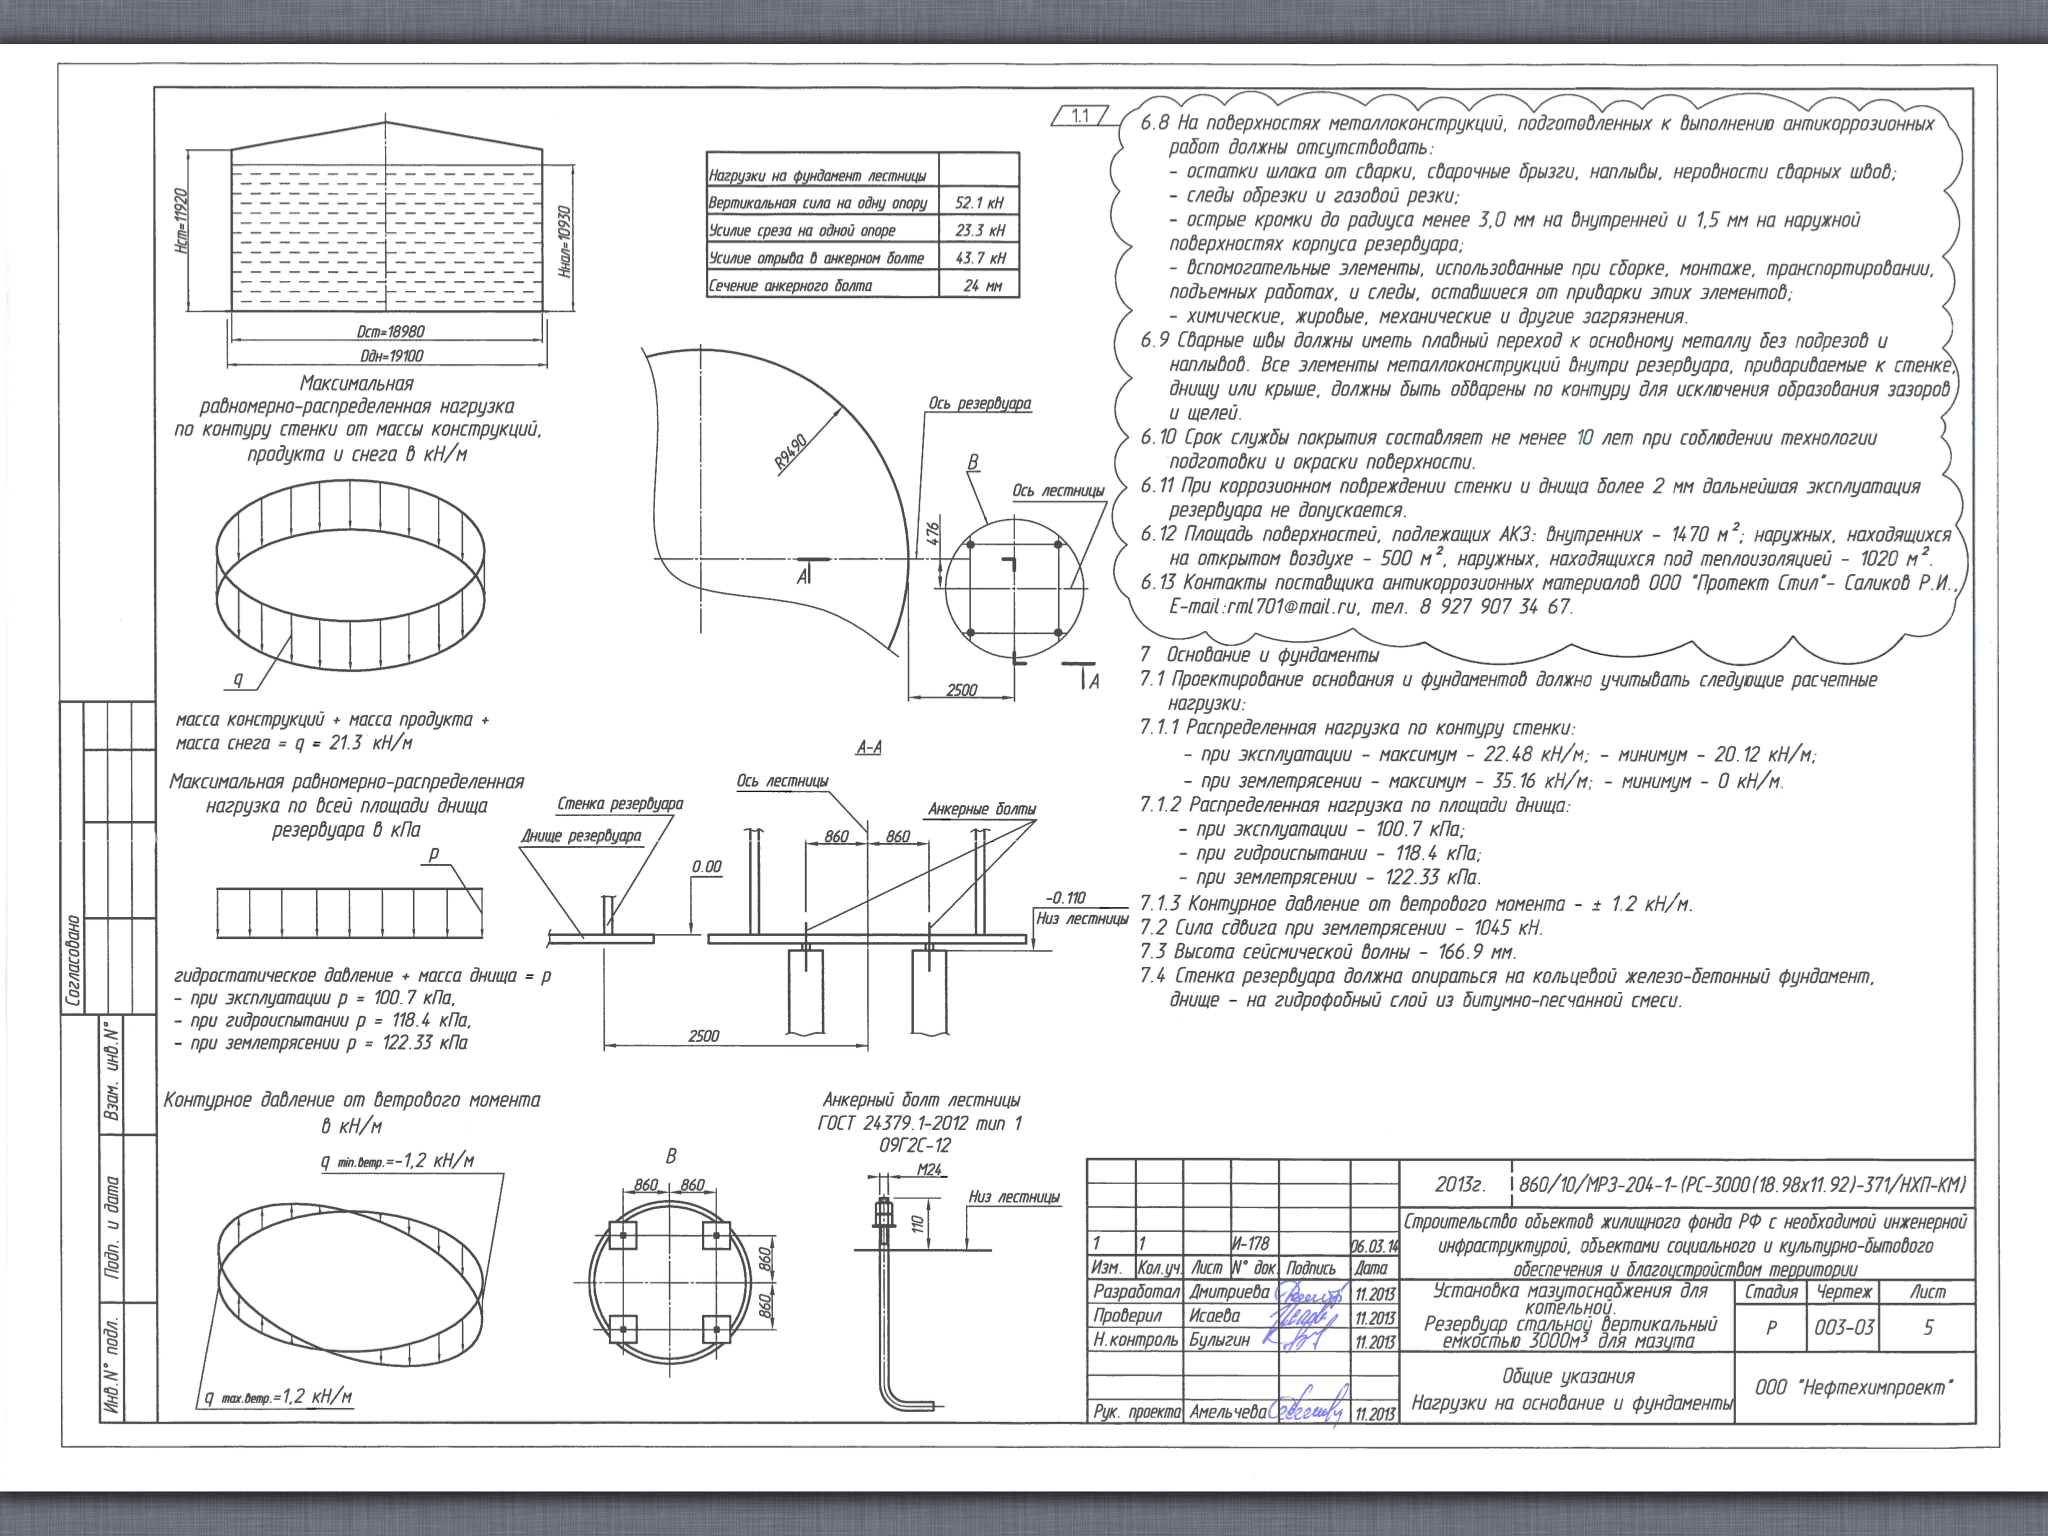 Hст=11920
Hнал=10930
Dст=18980
Dдн=19100
Максимальная
равномерно-распределенная нагрузка
по контуру стенки от массы конструкций,
продукта и снега в кН/м
q
масса конструкций + масса продукта +
масса снега = q = 21.3 кН/м
Максимальная равномерно-распределенная
нагрузка по всей площади днища
резервуара в кПа
P
гидростатическое давление + масса днища = p
- при эксплуатации p = 100.7 кПа,
- при гидроиспытании p = 118.4 кПа,
- при землетрясении p = 122.33 кПа
Контурное давление от ветрового момента
в кН/м
q min.ветр.=-1,2 кН/м
q max.ветр.=1,2 кН/м
Нагрузки на фундамент лестницы
Вертикальная сила на одну опору 52.1 кН
Усилие среза на одной опоре 23.3 кН
Усилие отрыва в анкерном болте 43.7 кН
Сечение анкерного болта 24 мм
R9490
Ось резервуара
В
Ось лестницы
476
А
А
2500
А-А
Ось лестницы
Стенка резервуара
Днище резервуара
Анкерные болты
860 860
0.00
-0.110
Низ лестницы
2500
В
860 860
860
860
Анкерный болт лестницы
ГОСТ 24379.1-2012 тип 1
09Г2С-12
М24
110
Низ лестницы
1.1
6.8 На поверхностях металлоконструкций, подготовленных к выполнению антикоррозионных
работ должны отсутствовать:
- остатки шлака от сварки, сварочные брызги, наплывы, неровности сварных швов;
- следы обрезки и газовой резки;
- острые кромки до радиуса менее 3,0 мм на внутренней и 1,5 мм на наружной
поверхностях корпуса резервуара;
- вспомогательные элементы, использованные при сборке, монтаже, транспортировании,
подъемных работах, и следы, оставшиеся от приварки этих элементов;
- химические, жировые, механические и другие загрязнения.
6.9 Сварные швы должны иметь плавный переход к основному металлу без подрезов и
наплывов. Все элементы металлоконструкций внутри резервуара, привариваемые к стенке,
днищу или крыше, должны быть обварены по контуру для исключения образования зазоров
и щелей.
6.10 Срок службы покрытия составляет не менее 10 лет при соблюдении технологии
подготовки и окраски поверхности.
6.11 При коррозионном повреждении стенки и днища более 2 мм дальнейшая эксплуатация
резервуара не допускается.
6.12 Площадь поверхностей, подлежащих АКЗ: внутренних - 1470 м²; наружных, находящихся
на открытом воздухе - 500 м², наружных, находящихся под теплоизоляцией - 1020 м².
6.13 Контакты поставщика антикоррозионных материалов ООО "Протект Стил"- Саликов Р.И.,
E-mail:rml701@mail.ru, тел. 8 927 907 34 67.
7 Основание и фундаменты
7.1 Проектирование основания и фундаментов должно учитывать следующие расчетные
нагрузки:
7.1.1 Распределенная нагрузка по контуру стенки:
- при эксплуатации - максимум - 22.48 кН/м; - минимум - 20.12 кН/м;
- при землетрясении - максимум - 35.16 кН/м; - минимум - 0 кН/м.
7.1.2 Распределенная нагрузка по площади днища:
- при эксплуатации - 100.7 кПа;
- при гидроиспытании - 118.4 кПа;
- при землетрясении - 122.33 кПа.
7.1.3 Контурное давление от ветрового момента - ± 1.2 кН/м.
7.2 Сила сдвига при землетрясении - 1045 кН.
7.3 Высота сейсмической волны - 166.9 мм.
7.4 Стенка резервуара должна опираться на кольцевой железо-бетонный фундамент,
днище - на гидрофобный слой из битумно-песчанной смеси.
Согласовано
Взам. инв.N°
Подп. и дата
Инв.N° подл.
1 1 И-178 06.03.14
Изм. Кол.уч. Лист N° док. Подпись Дата
Разработал Дмитриева 11.2013
Проверил Исаева 11.2013
Н.контроль Булыгин 11.2013
Рук. проекта Амельчева 11.2013
2013г. 860/10/МРЗ-204-1-(РС-3000(18.98х11.92)-371/НХП-КМ)
Строительство объектов жилищного фонда РФ с необходимой инженерной
инфраструктурой, объектами социального и культурно-бытового
обеспечения и благоустройством территории
Установка мазутоснабжения для
котельной.
Резервуар стальной вертикальный
емкостью 3000м³ для мазута
Стадия Чертеж Лист
Р 003-03 5
Общие указания
Нагрузки на основание и фундаменты
ООО "Нефтехимпроект"